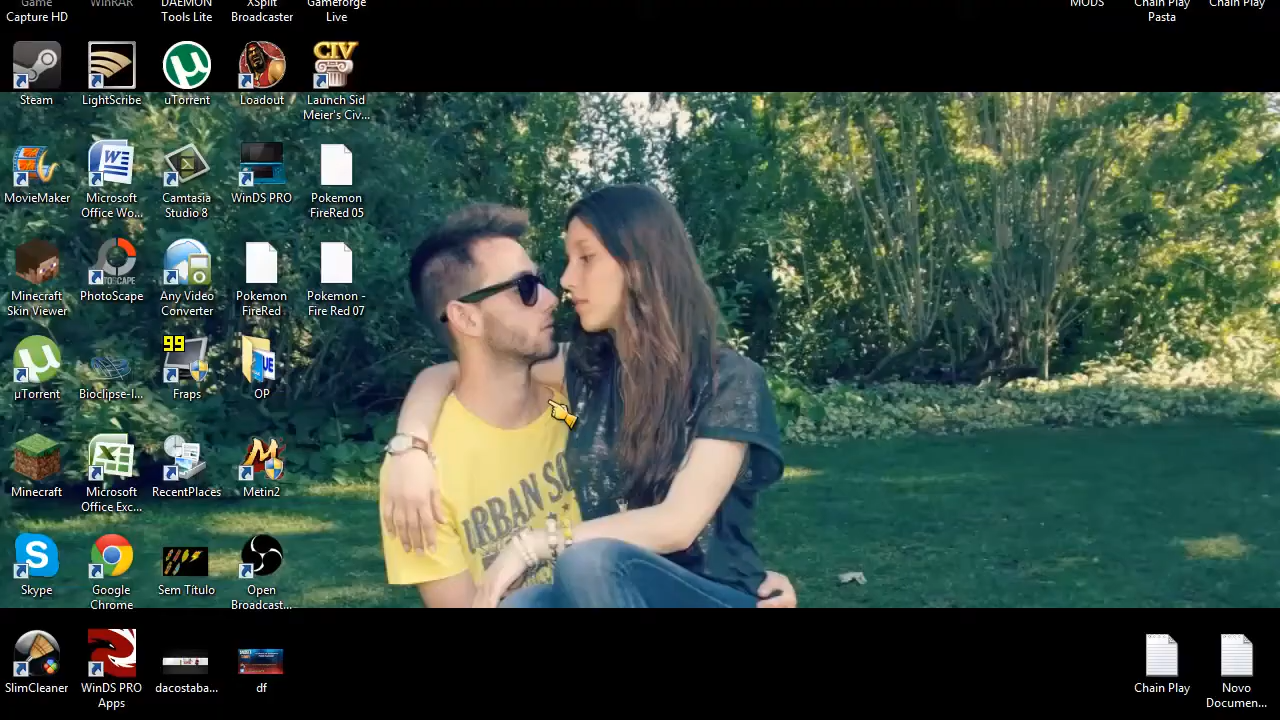 Game
Capture HD
WinRAR
DAEMON
Tools Lite
XSplit
Broadcaster
Gameforge
Live
MODS
Chain Play
Pasta
Chain Play
Steam
LightScribe
µTorrent
Loadout
CIV
Launch Sid
Meier's Civ...
MovieMaker
Microsoft
Office Wo...
Camtasia
Studio 8
WinDS PRO
Pokemon
FireRed 05
Minecraft
Skin Viewer
PhotoScape
Any Video
Converter
Pokemon
FireRed
Pokemon -
Fire Red 07
µTorrent
Bioclipse-I...
99
Fraps
OP
URBAN SO
Minecraft
Microsoft
Office Exc...
RecentPlaces
Metin2
Skype
Google
Chrome
Sem Título
Open
Broadcast...
SlimCleaner
WinDS PRO
Apps
dacostaba...
df
Chain Play
Novo
Documen...